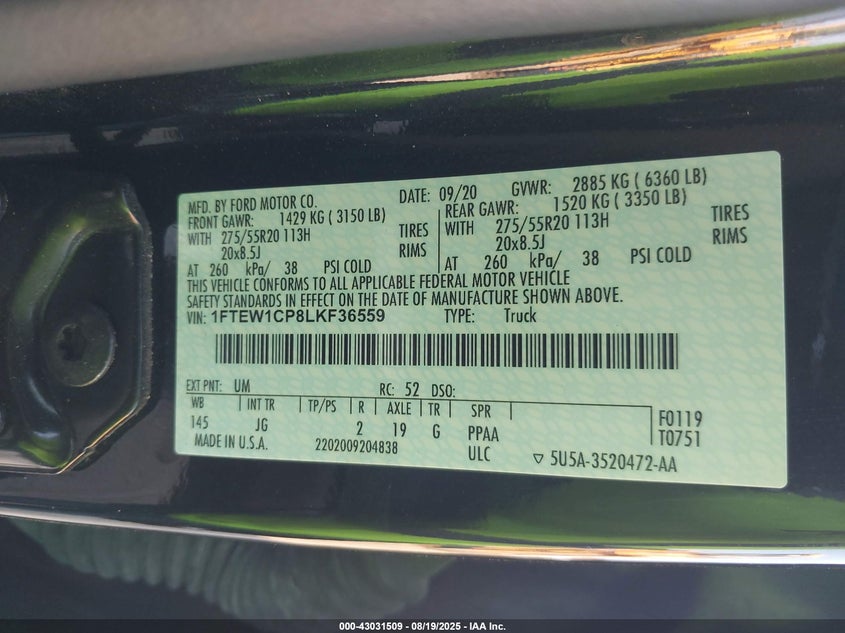 MFD. BY FORD MOTOR CO. DATE: 09/20 GVWR: 2885 KG ( 6360 LB)
FRONT GAWR: 1429 KG ( 3150 LB) REAR GAWR: 1520 KG ( 3350 LB)
WITH 275/55R20 113H TIRES WITH 275/55R20 113H TIRES
20x8.5J RIMS 20x8.5J RIMS
AT 260 kPa/ 38 PSI COLD AT 260 kPa/ 38 PSI COLD
THIS VEHICLE CONFORMS TO ALL APPLICABLE FEDERAL MOTOR VEHICLE
SAFETY STANDARDS IN EFFECT ON THE DATE OF MANUFACTURE SHOWN ABOVE.
VIN: 1FTEW1CP8LKF36559 TYPE: Truck
EXT PNT: UM RC: 52 DSO:
WB INT TR TP/PS R AXLE TR SPR F0119
145 JG 2 19 G PPAA T0751
MADE IN U.S.A. 2202009204838 ULC ▽ 5U5A-3520472-AA
000-43031509 - 08/19/2025 - IAA Inc.